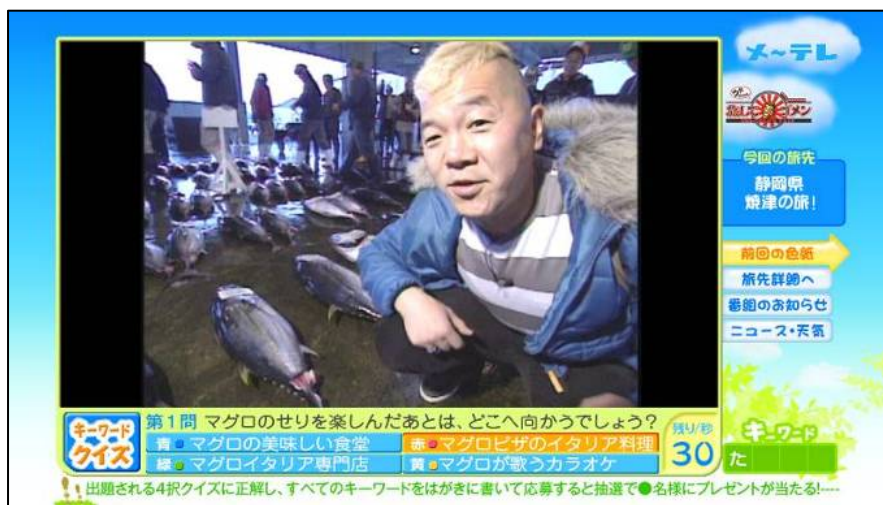 メ~テレ
旅してゴメン
今回の旅先
静岡県
焼津の旅!
前回の色紙
旅先詳細へ
番組のお知らせ
ニュース・天気
キーワード
クイズ
第1問 マグロのせりを楽しんだあとは、どこへ向かうでしょう?
青 マグロの美味しい食堂
赤 マグロピザのイタリア料理
緑 マグロイタリア専門店
黄 マグロが歌うカラオケ
残り/秒
30
キーワード
た
出題される4択クイズに正解し、すべてのキーワードをはがきに書いて応募すると抽選で●名様にプレゼントが当たる!----